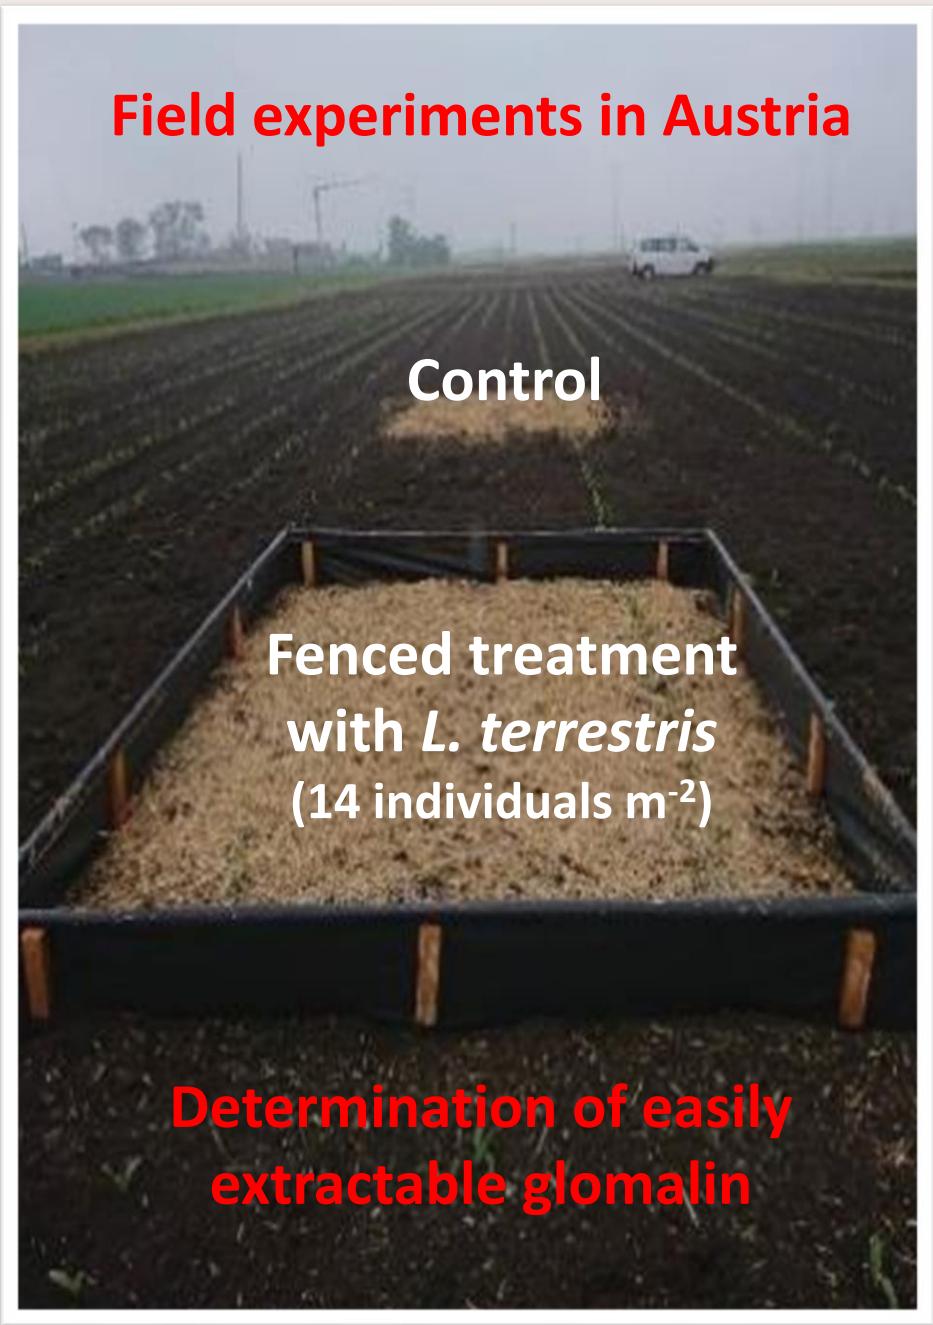 Field experiments in Austria
Control
Fenced treatment
with L. terrestris
(14 individuals m⁻²)
Determination of easily
extractable glomalin